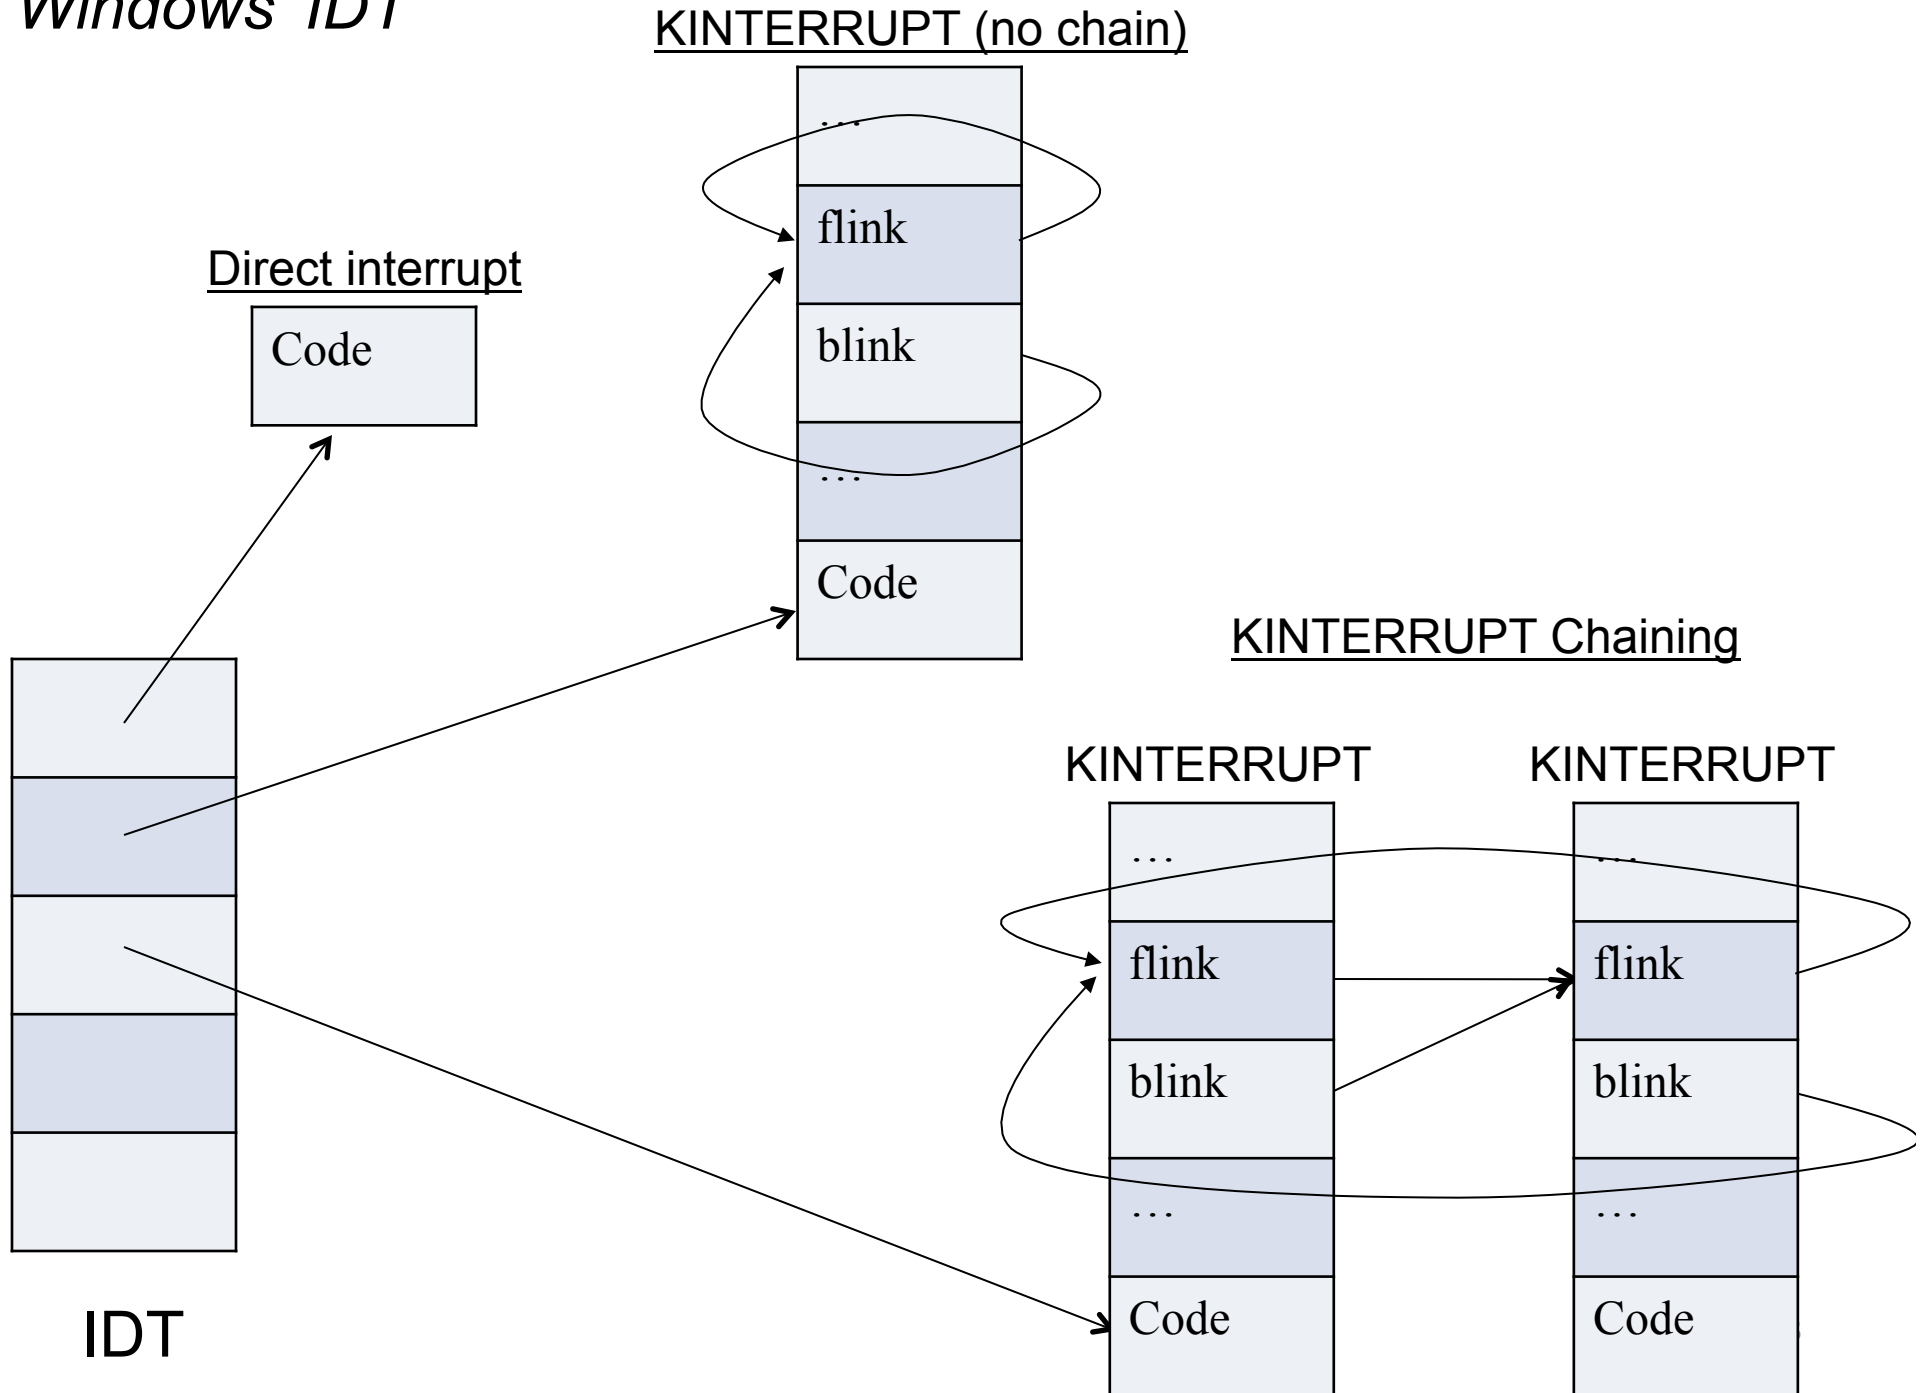 Windows' IDT
KINTERRUPT (no chain)
...
flink
blink
...
Code
Direct interrupt
Code
KINTERRUPT Chaining
KINTERRUPT
KINTERRUPT
...
flink
blink
...
Code
...
flink
blink
...
Code
IDT